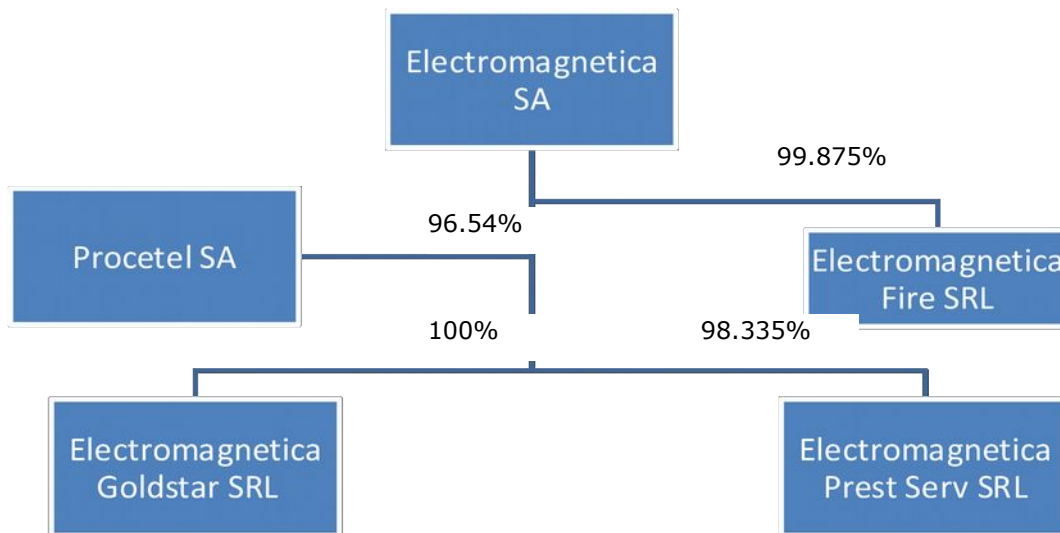 Electromagnetica
SA
99.875%
96.54%
Procetel SA
Electromagnetica
Fire SRL
100%
98.335%
Electromagnetica
Goldstar SRL
Electromagnetica
Prest Serv SRL